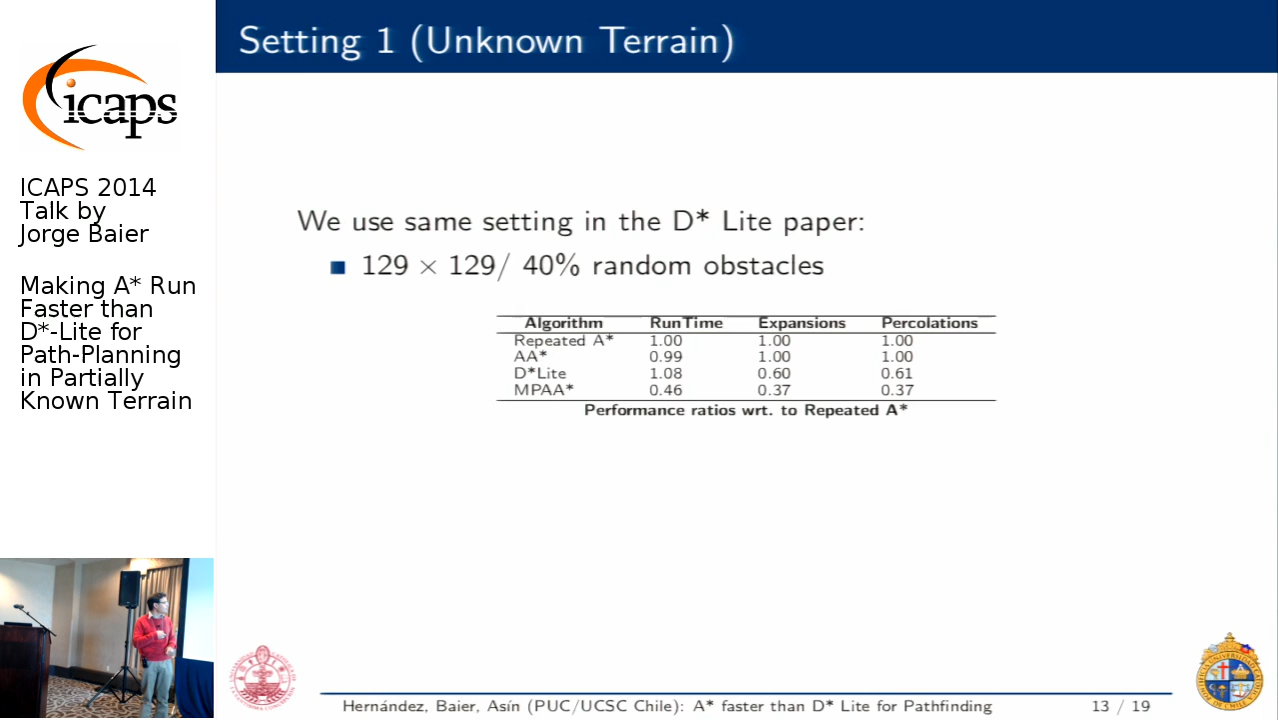 Setting 1 (Unknown Terrain)
icaps
ICAPS 2014
Talk by
Jorge Baier
Making A* Run
Faster than
D*-Lite for
Path-Planning
in Partially
Known Terrain
We use same setting in the D* Lite paper:
129 × 129/ 40% random obstacles
Algorithm RunTime Expansions Percolations
Repeated A* 1.00 1.00 1.00
AA* 0.99 1.00 1.00
D*Lite 1.08 0.60 0.61
MPAA* 0.46 0.37 0.37
Performance ratios wrt. to Repeated A*
Hernández, Baier, Asín (PUC/UCSC Chile): A* faster than D* Lite for Pathfinding 13 / 19